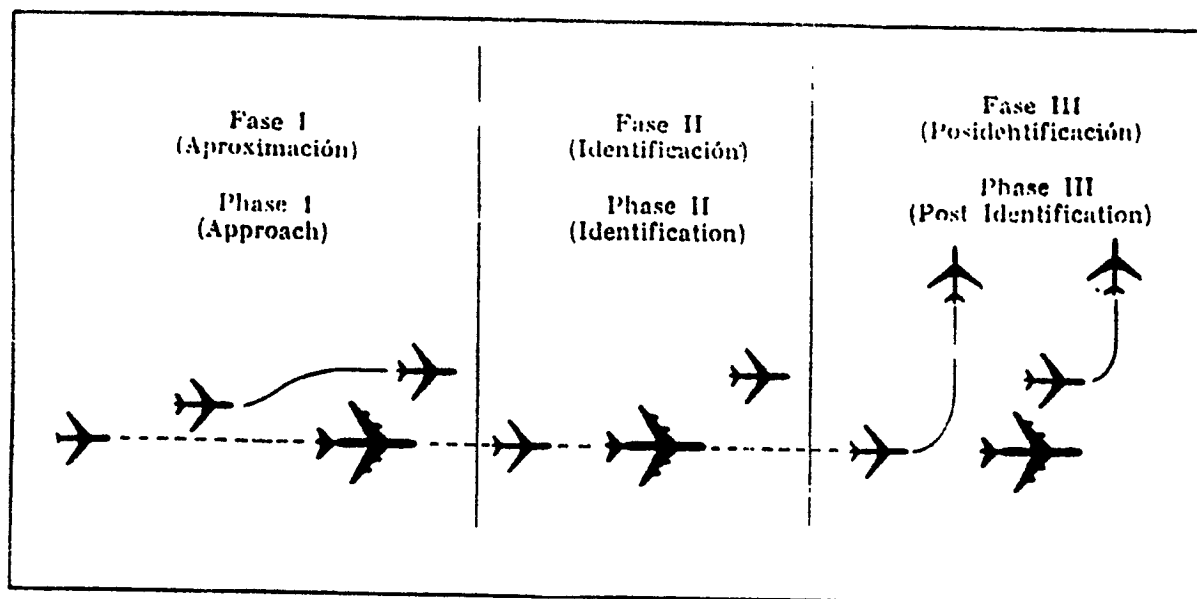 Fase I
(Aproximación)
Phase I
(Approach)
Fase II
(Identificación)
Phase II
(Identification)
Fase III
(Posidentificación)
Phase III
(Post Identification)